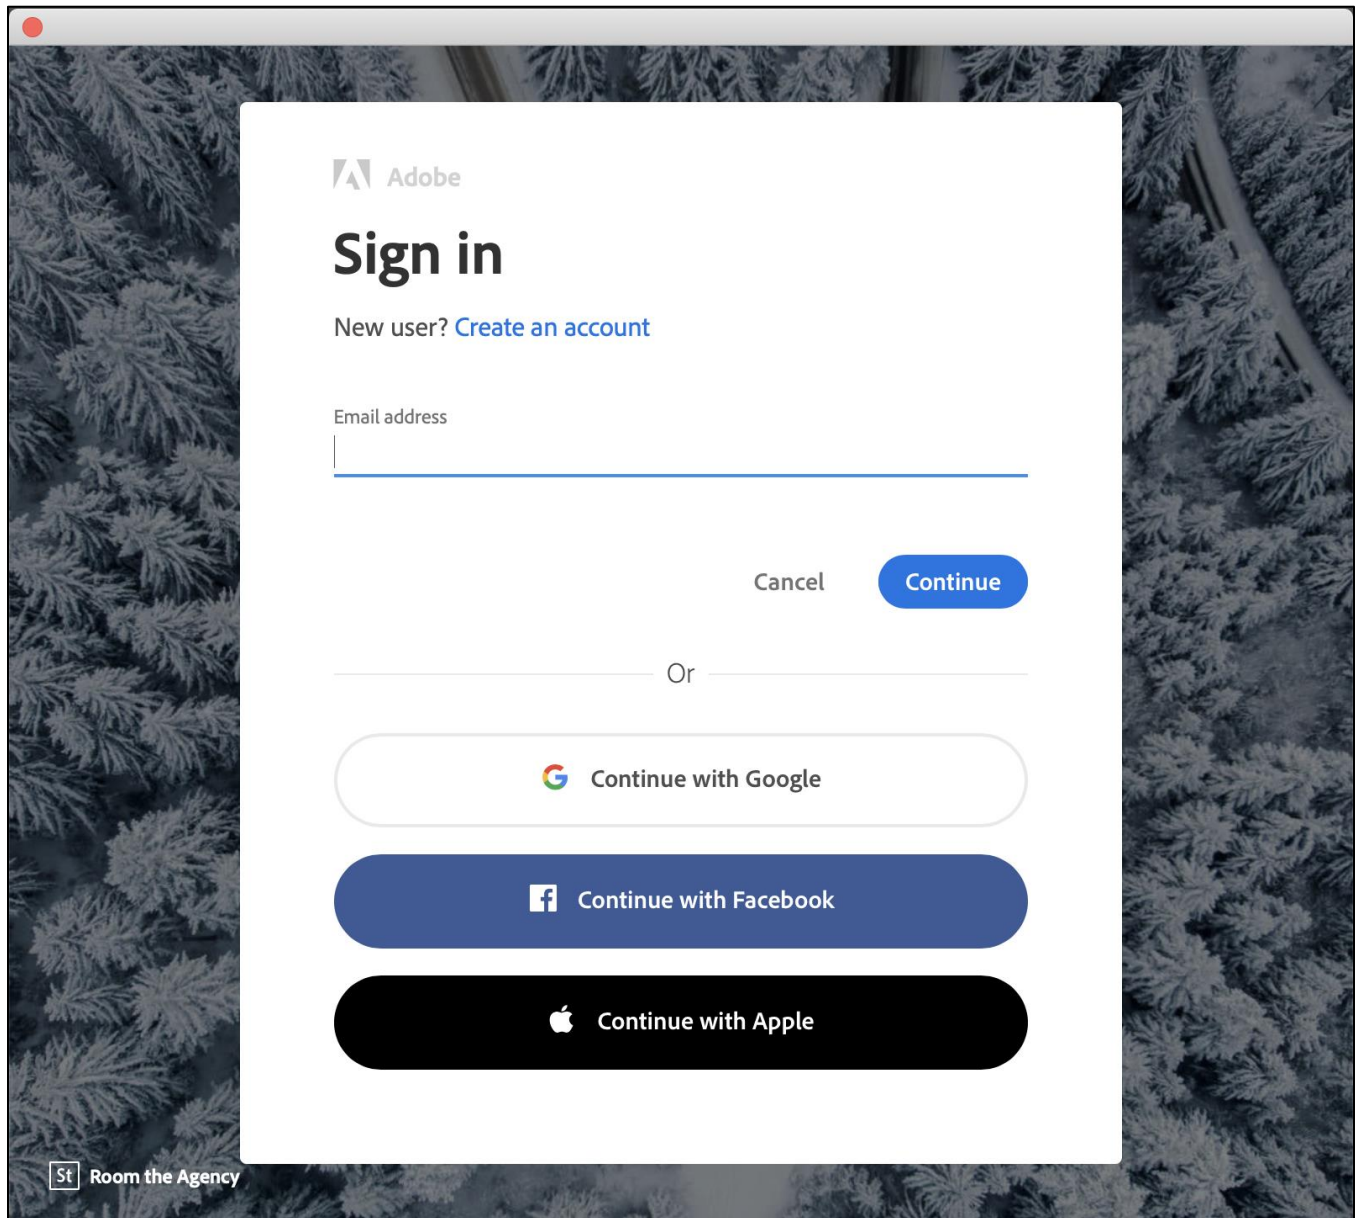 Adobe
Sign in
New user? Create an account
Email address
Cancel
Continue
Or
Continue with Google
Continue with Facebook
Continue with Apple
St Room the Agency